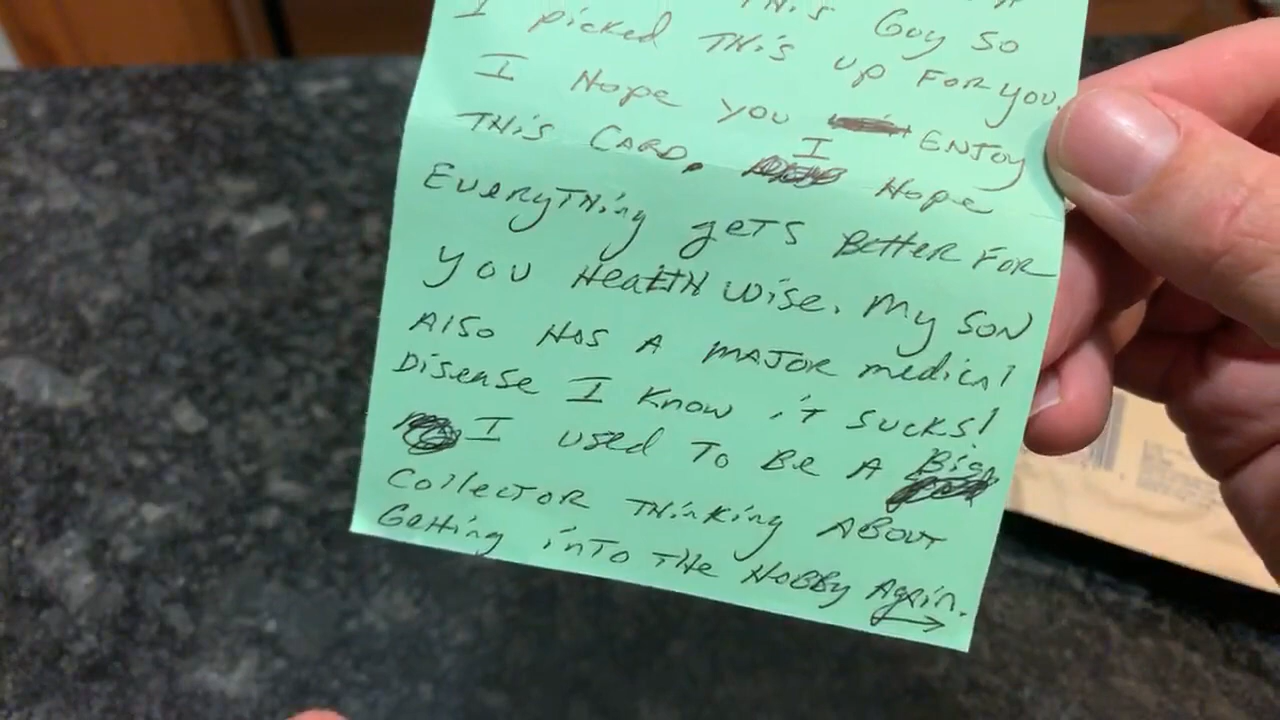 THis Guy so
I picked THis up FOR you.
I Hope you ENJOY
THis CARD. I Hope
EveryTHing geTs Better FOR
you HeaLTH wise. My SON
Also Has A MAJOR medical
Disease I Know iT sucks!
I used To Be A Big
CollecTOR THinKing ABOUT
GeTTing inTo THe HOBBy Again.